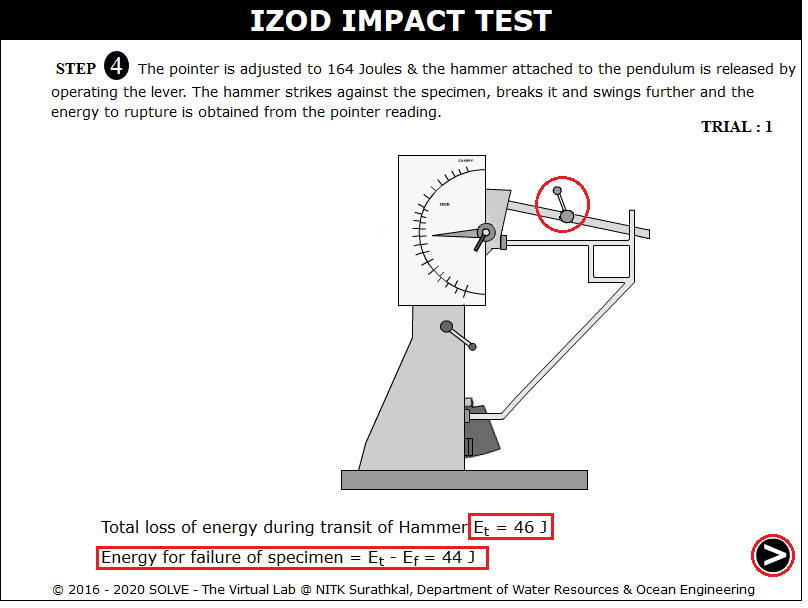 IZOD IMPACT TEST
STEP 4 The pointer is adjusted to 164 Joules & the hammer attached to the pendulum is released by
operating the lever. The hammer strikes against the specimen, breaks it and swings further and the
energy to rupture is obtained from the pointer reading.
TRIAL : 1
CHARPY
IZOD
Total loss of energy during transit of Hammer Et = 46 J
Energy for failure of specimen = Et - Ef = 44 J
>
© 2016 - 2020 SOLVE - The Virtual Lab @ NITK Surathkal, Department of Water Resources & Ocean Engineering